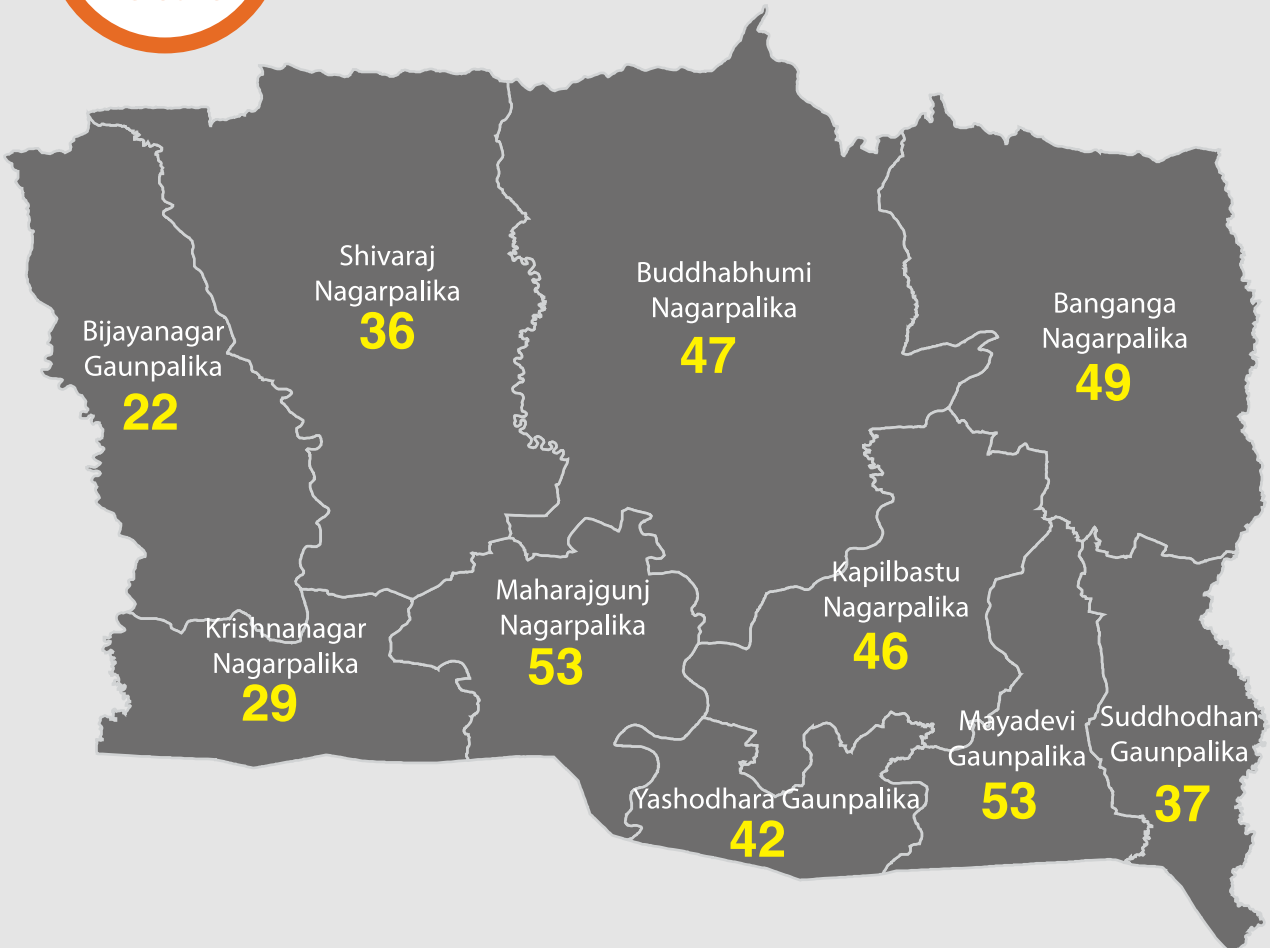 Shivaraj
Nagarpalika
36
Buddhabhumi
Nagarpalika
47
Banganga
Nagarpalika
49
Bijayanagar
Gaunpalika
22
Maharajgunj
Nagarpalika
53
Kapilbastu
Nagarpalika
46
Krishnanagar
Nagarpalika
29
Mayadevi
Gaunpalika
53
Suddhodhan
Gaunpalika
37
Yashodhara Gaunpalika
42